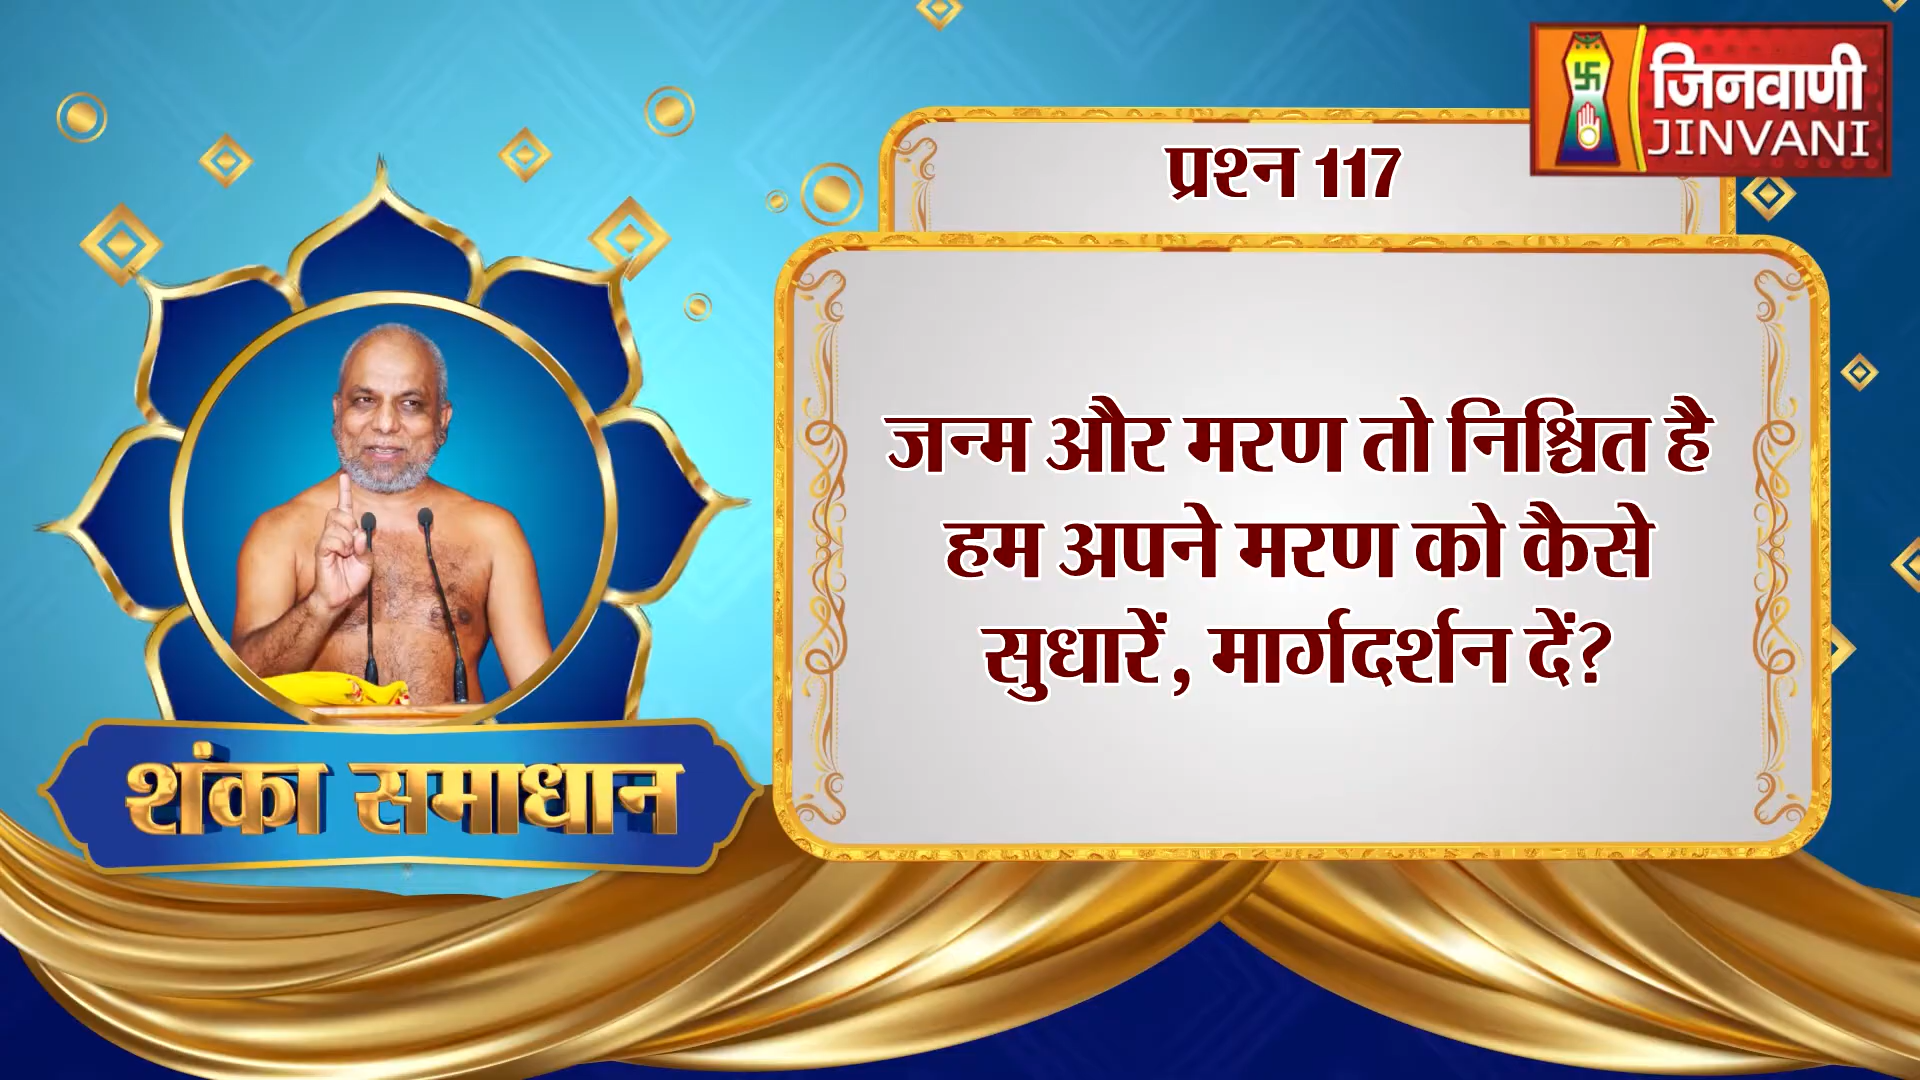 जिनवाणी
JINVANI
प्रश्न 117
जन्म और मरण तो निश्चित है
हम अपने मरण को कैसे
सुधारें, मार्गदर्शन दें?
शंका समाधान